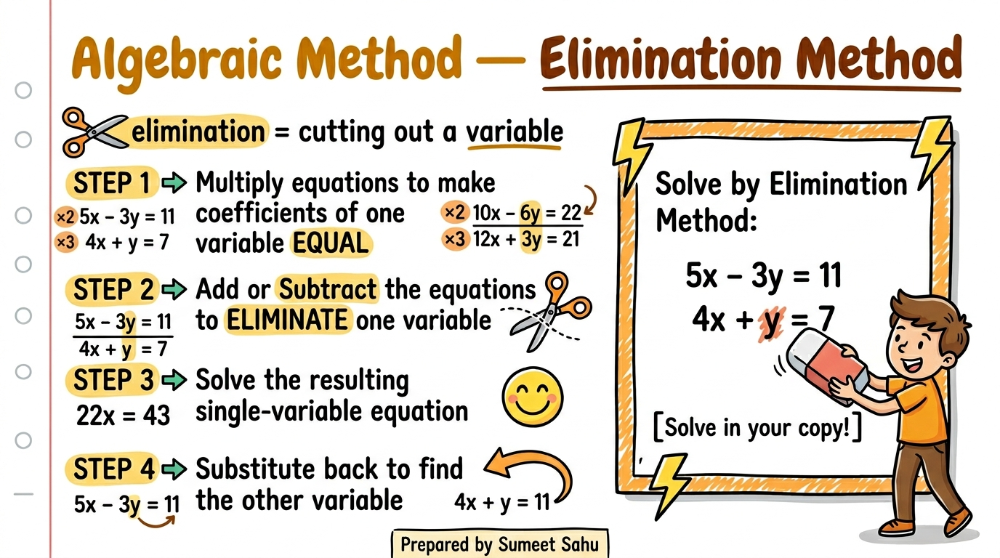 Algebraic Method — Elimination Method
elimination = cutting out a variable
STEP 1 ⇨ Multiply equations to make
coefficients of one
variable EQUAL
×2 5x – 3y = 11
×3 4x + y = 7
×2 10x – 6y = 22
×3 12x + 3y = 21
STEP 2 ⇨ Add or Subtract the equations
to ELIMINATE one variable
5x – 3y = 11
4x + y = 7
STEP 3 ⇨ Solve the resulting
single-variable equation
22x = 43
STEP 4 ⇨ Substitute back to find
the other variable
5x – 3y = 11
4x + y = 11
Solve by Elimination
Method:
5x – 3y = 11
4x + y = 7
[Solve in your copy!]
Prepared by Sumeet Sahu